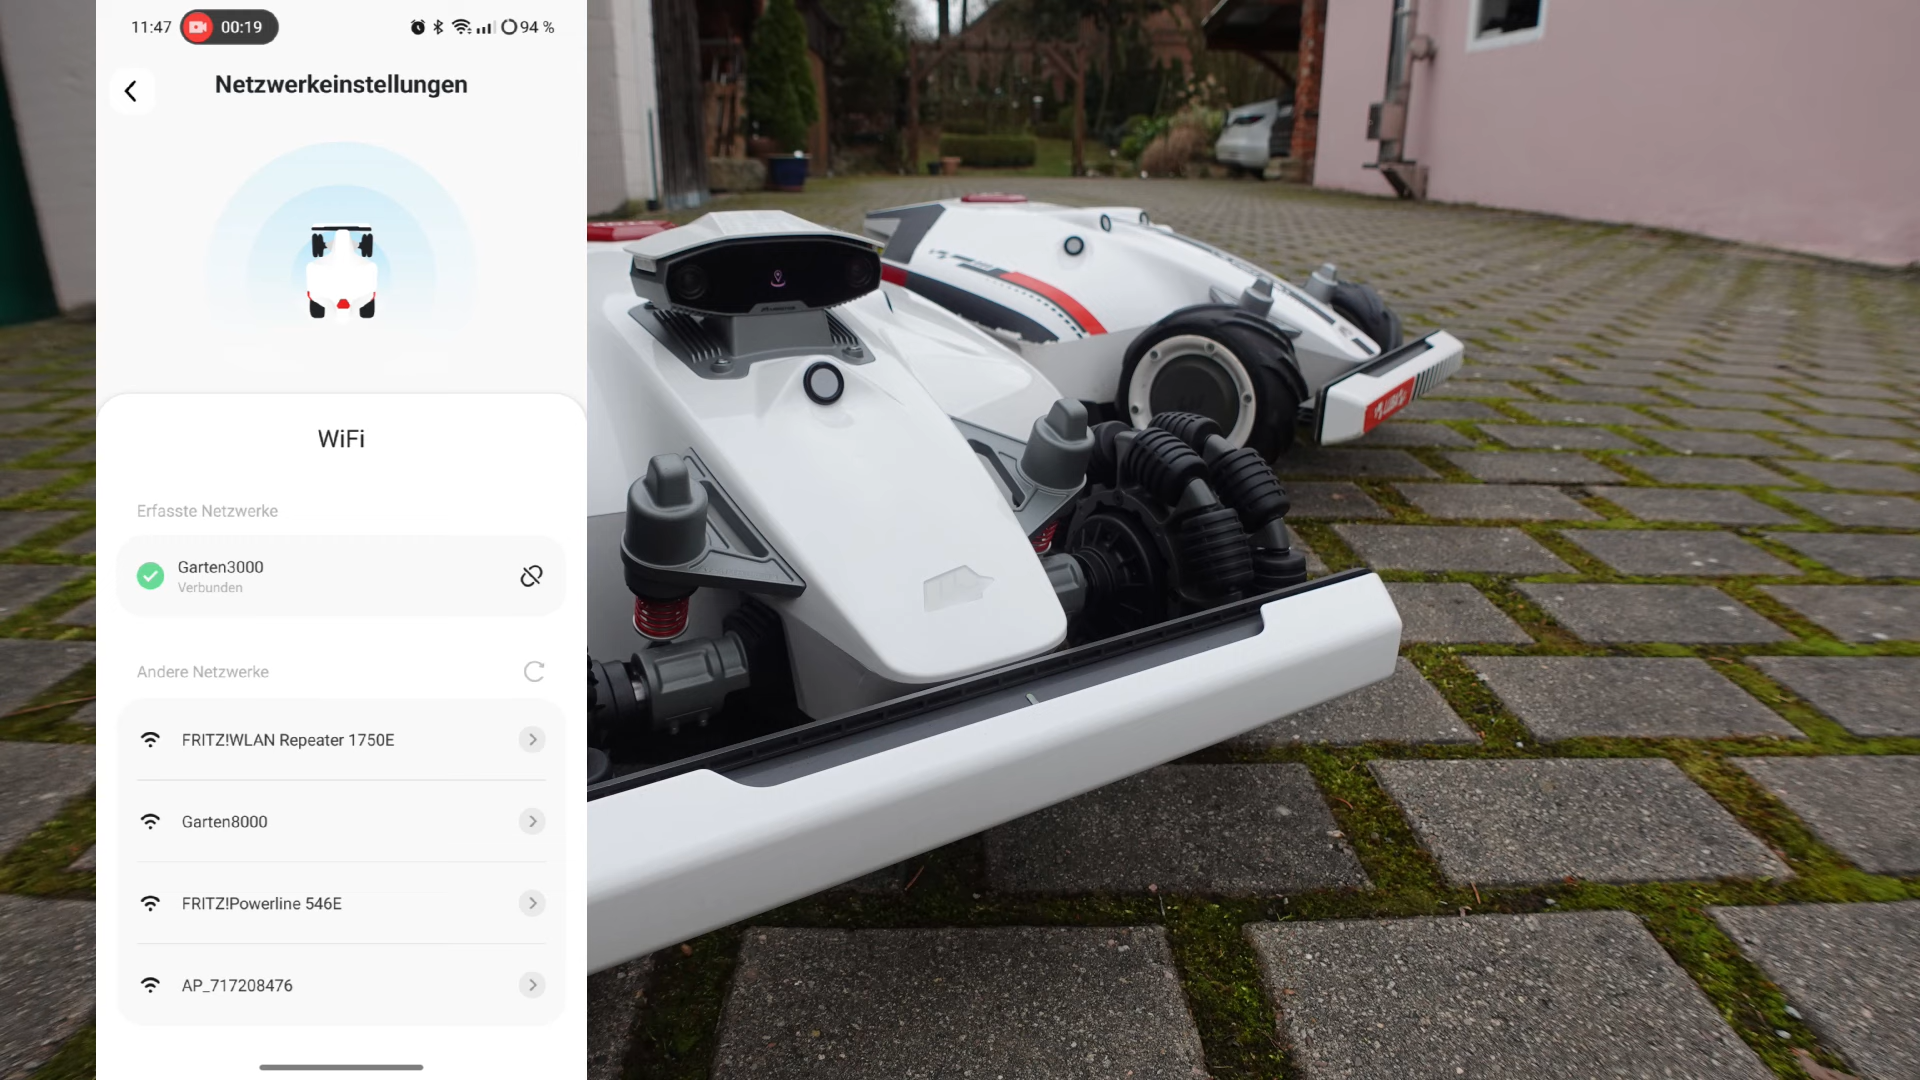 11:47
00:19
94 %
Netzwerkeinstellungen
WiFi
Erfasste Netzwerke
Garten3000
Verbunden
Andere Netzwerke
FRITZ!WLAN Repeater 1750E
Garten8000
FRITZ!Powerline 546E
AP_717208476